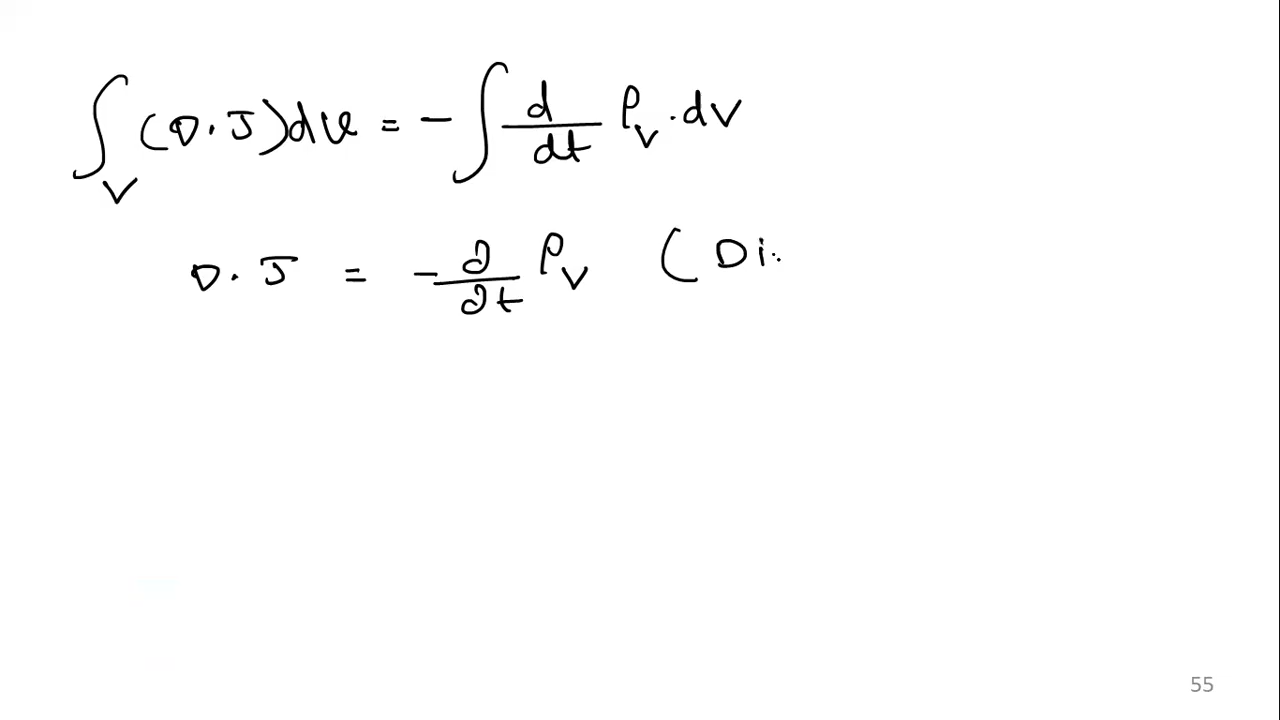 ∫_V (∇·J) dv = - ∫ d/dt ρ_V · dV
∇·J = - ∂/∂t ρ_V ( Di
55